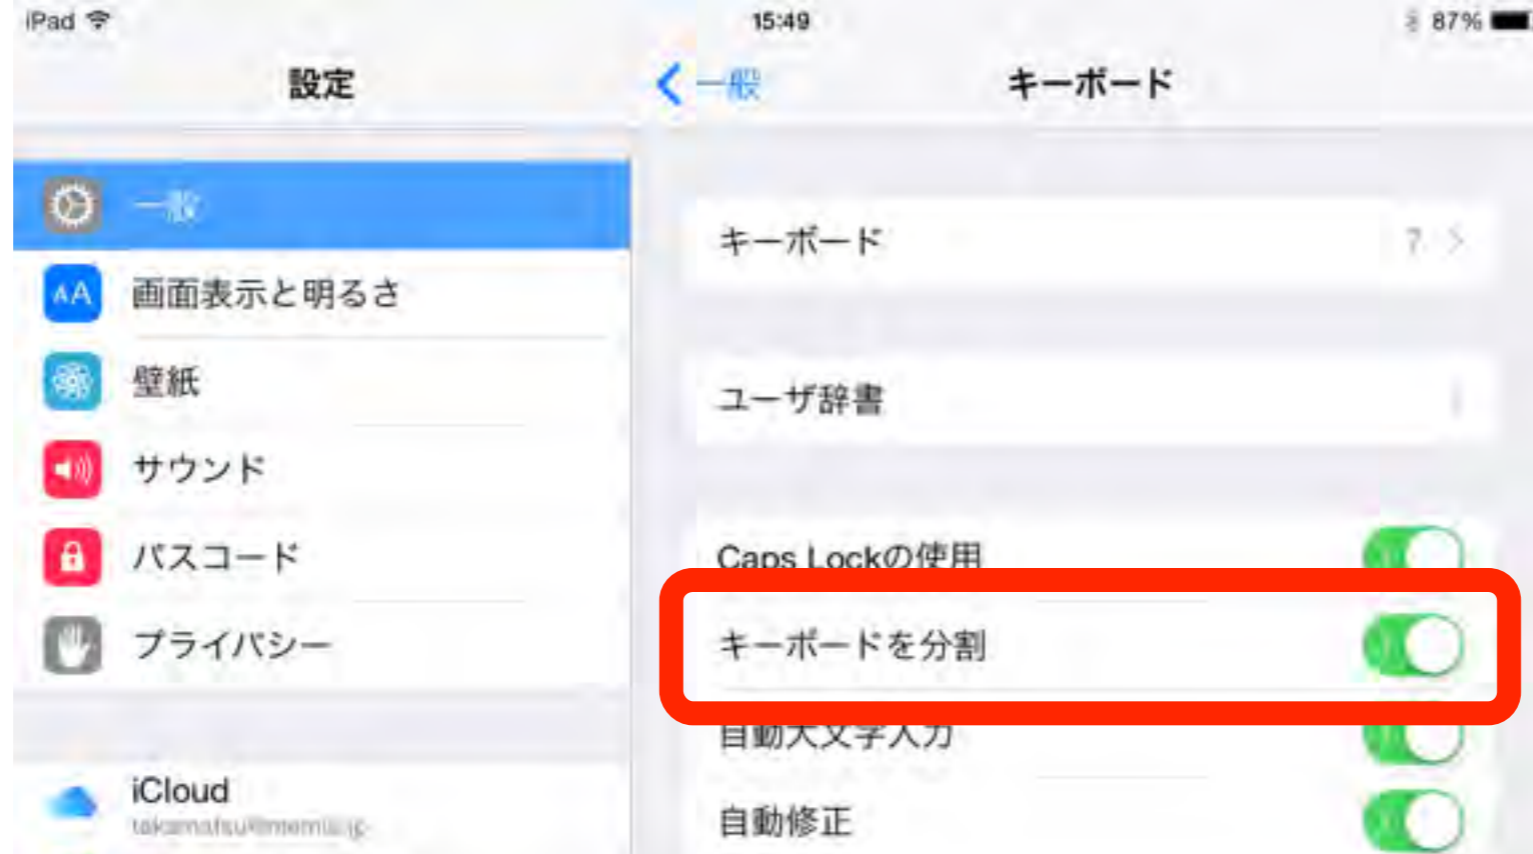 iPad
15:49
87%
設定
一般
キーボード
一般
AA 画面表示と明るさ
壁紙
サウンド
パスコード
プライバシー
iCloud
キーボード 7
ユーザ辞書
Caps Lockの使用
キーボードを分割
自動大文字入力
自動修正